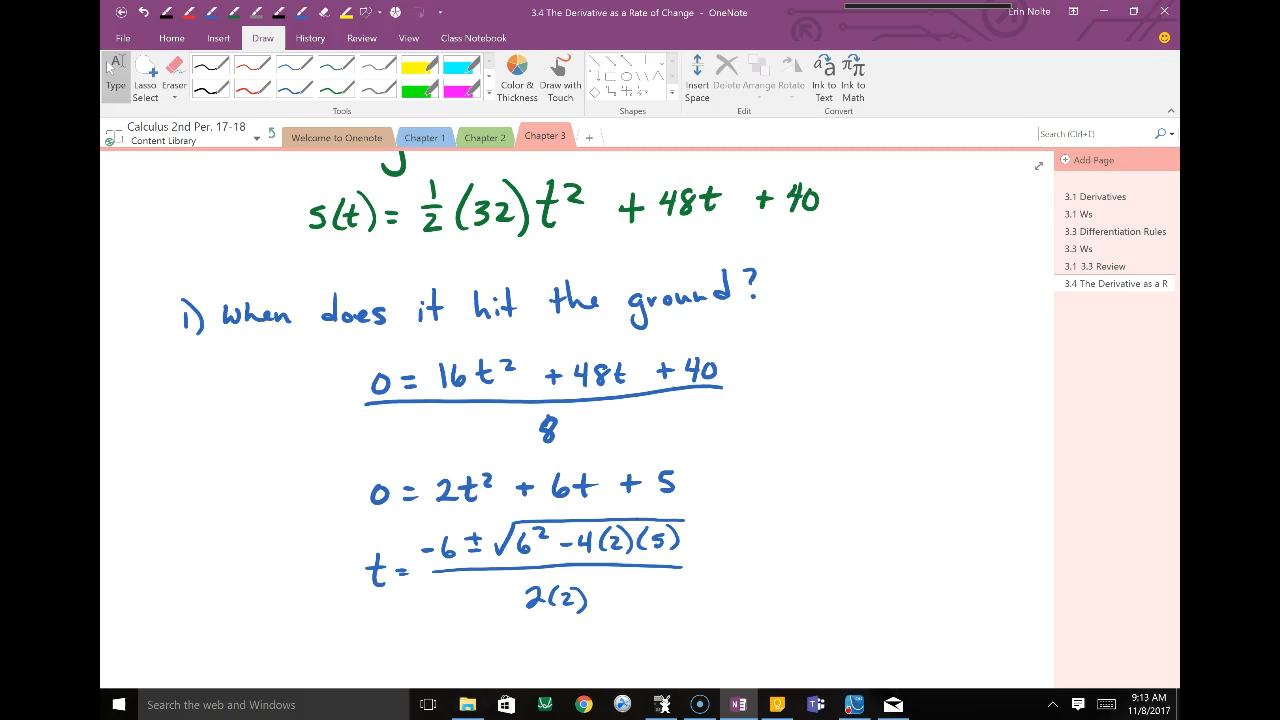 3.4 The Derivative as a Rate of Change - OneNote
Erin Nolte
File Home Insert Draw History Review View Class Notebook
Type
Lasso Select
Eraser
Color & Thickness
Draw with Touch
Insert Space
Delete Arrange Rotate
Ink to Text
Ink to Math
Tools
Shapes
Edit
Convert
Calculus 2nd Per. 17-18
Content Library
Welcome to Onenote Chapter 1 Chapter 2 Chapter 3
Search (Ctrl+E)
Add Page
3.1 Derivatives
3.1 Ws
3.3 Differentiation Rules
3.3 Ws
3.1 3.3 Review
3.4 The Derivative as a R
s(t) = 1/2 (32) t² + 48t + 40
1) when does it hit the ground?
0 = 16t² + 48t + 40
8
0 = 2t² + 6t + 5
t = -6 ± √6² - 4(2)(5)
2(2)
Search the web and Windows
9:13 AM
11/8/2017